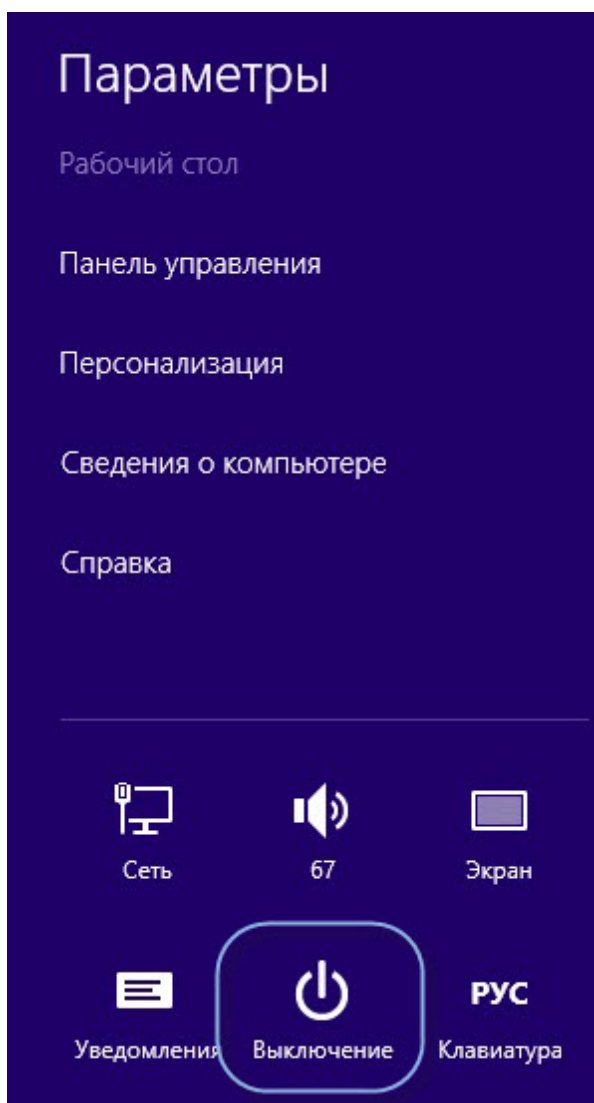 Параметры
Рабочий стол
Панель управления
Персонализация
Сведения о компьютере
Справка
Сеть 67 Экран
РУС
Уведомления Выключение Клавиатура